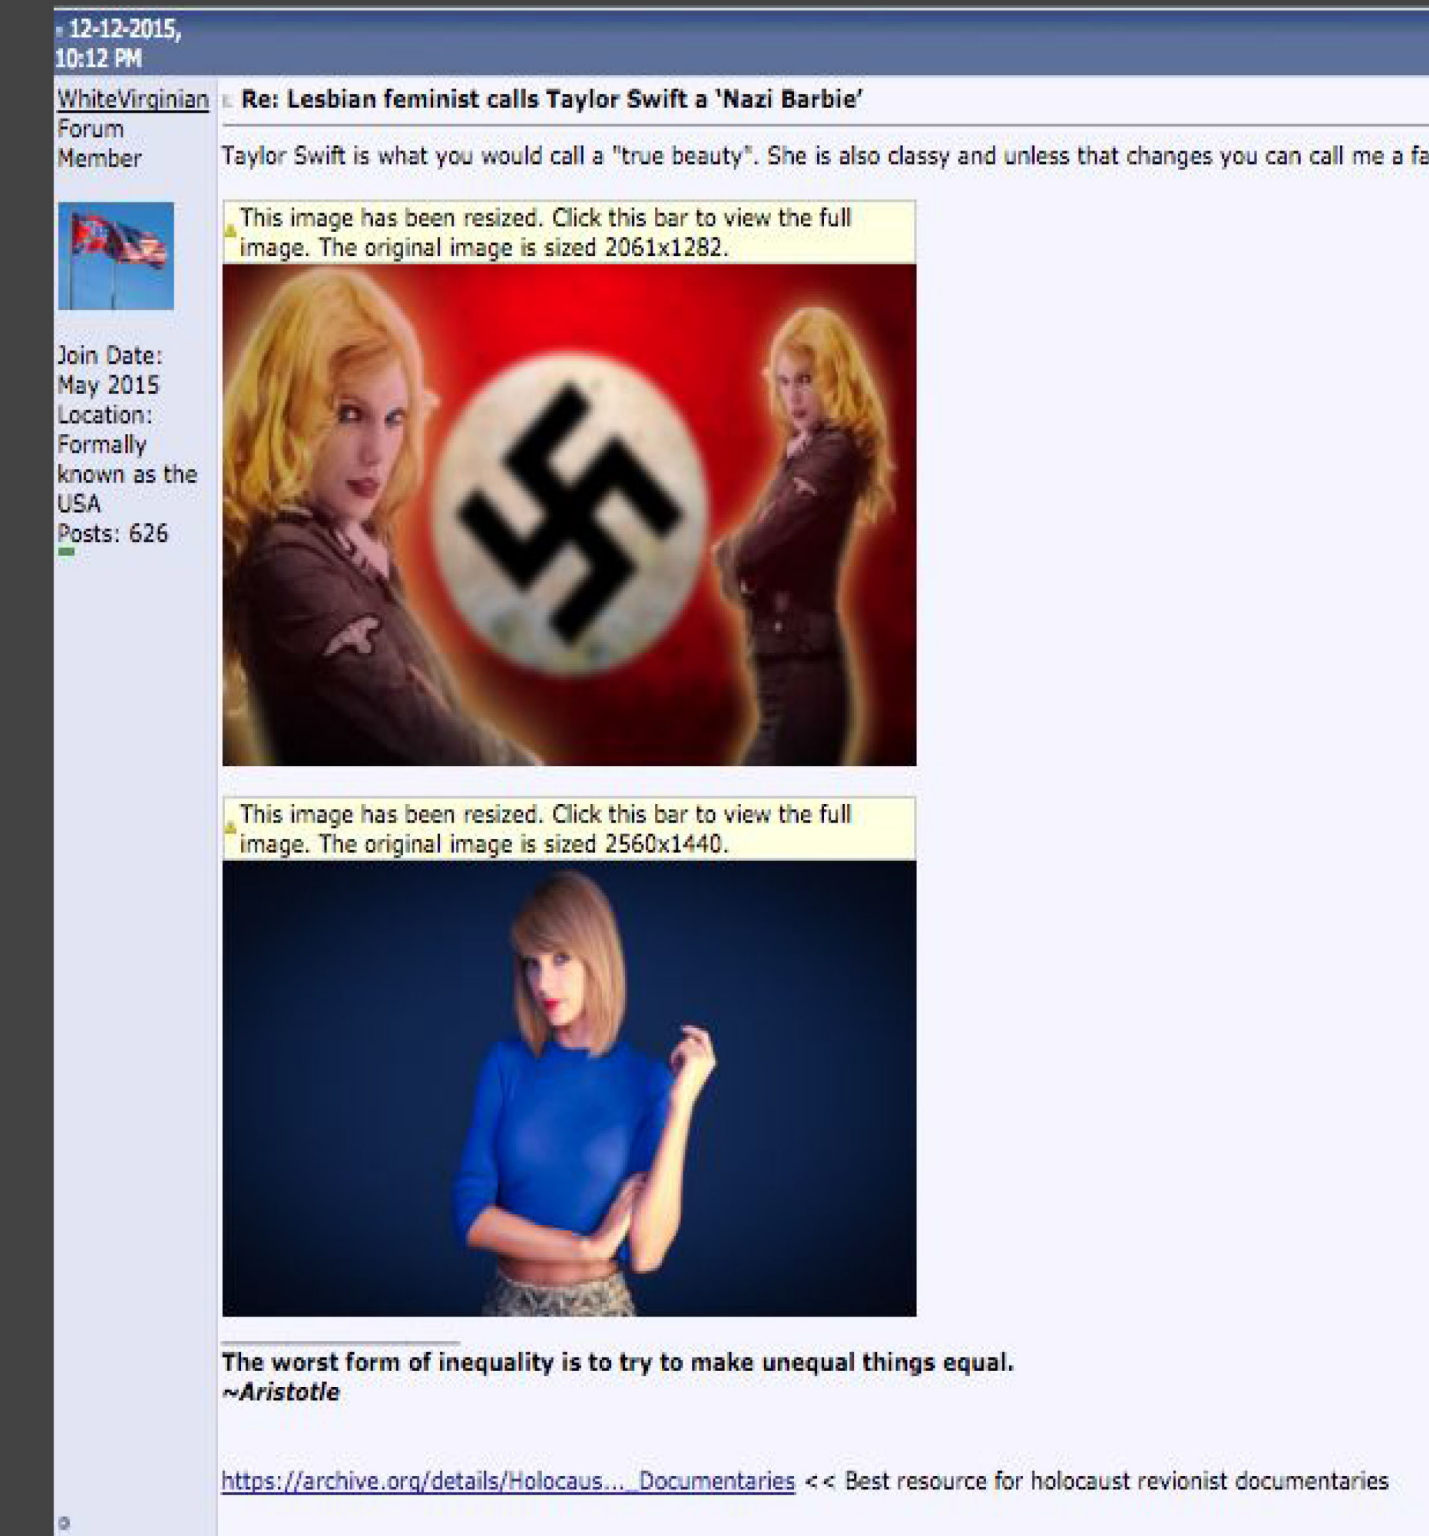 12-12-2015,
10:12 PM
WhiteVirginian
Forum
Member
Join Date:
May 2015
Location:
Formally
known as the
USA
Posts: 626
Re: Lesbian feminist calls Taylor Swift a ‘Nazi Barbie’
Taylor Swift is what you would call a "true beauty". She is also classy and unless that changes you can call me a fa
This image has been resized. Click this bar to view the full
image. The original image is sized 2061x1282.
This image has been resized. Click this bar to view the full
image. The original image is sized 2560x1440.
The worst form of inequality is to try to make unequal things equal.
~Aristotle
https://archive.org/details/Holocaus..._Documentaries << Best resource for holocaust revionist documentaries